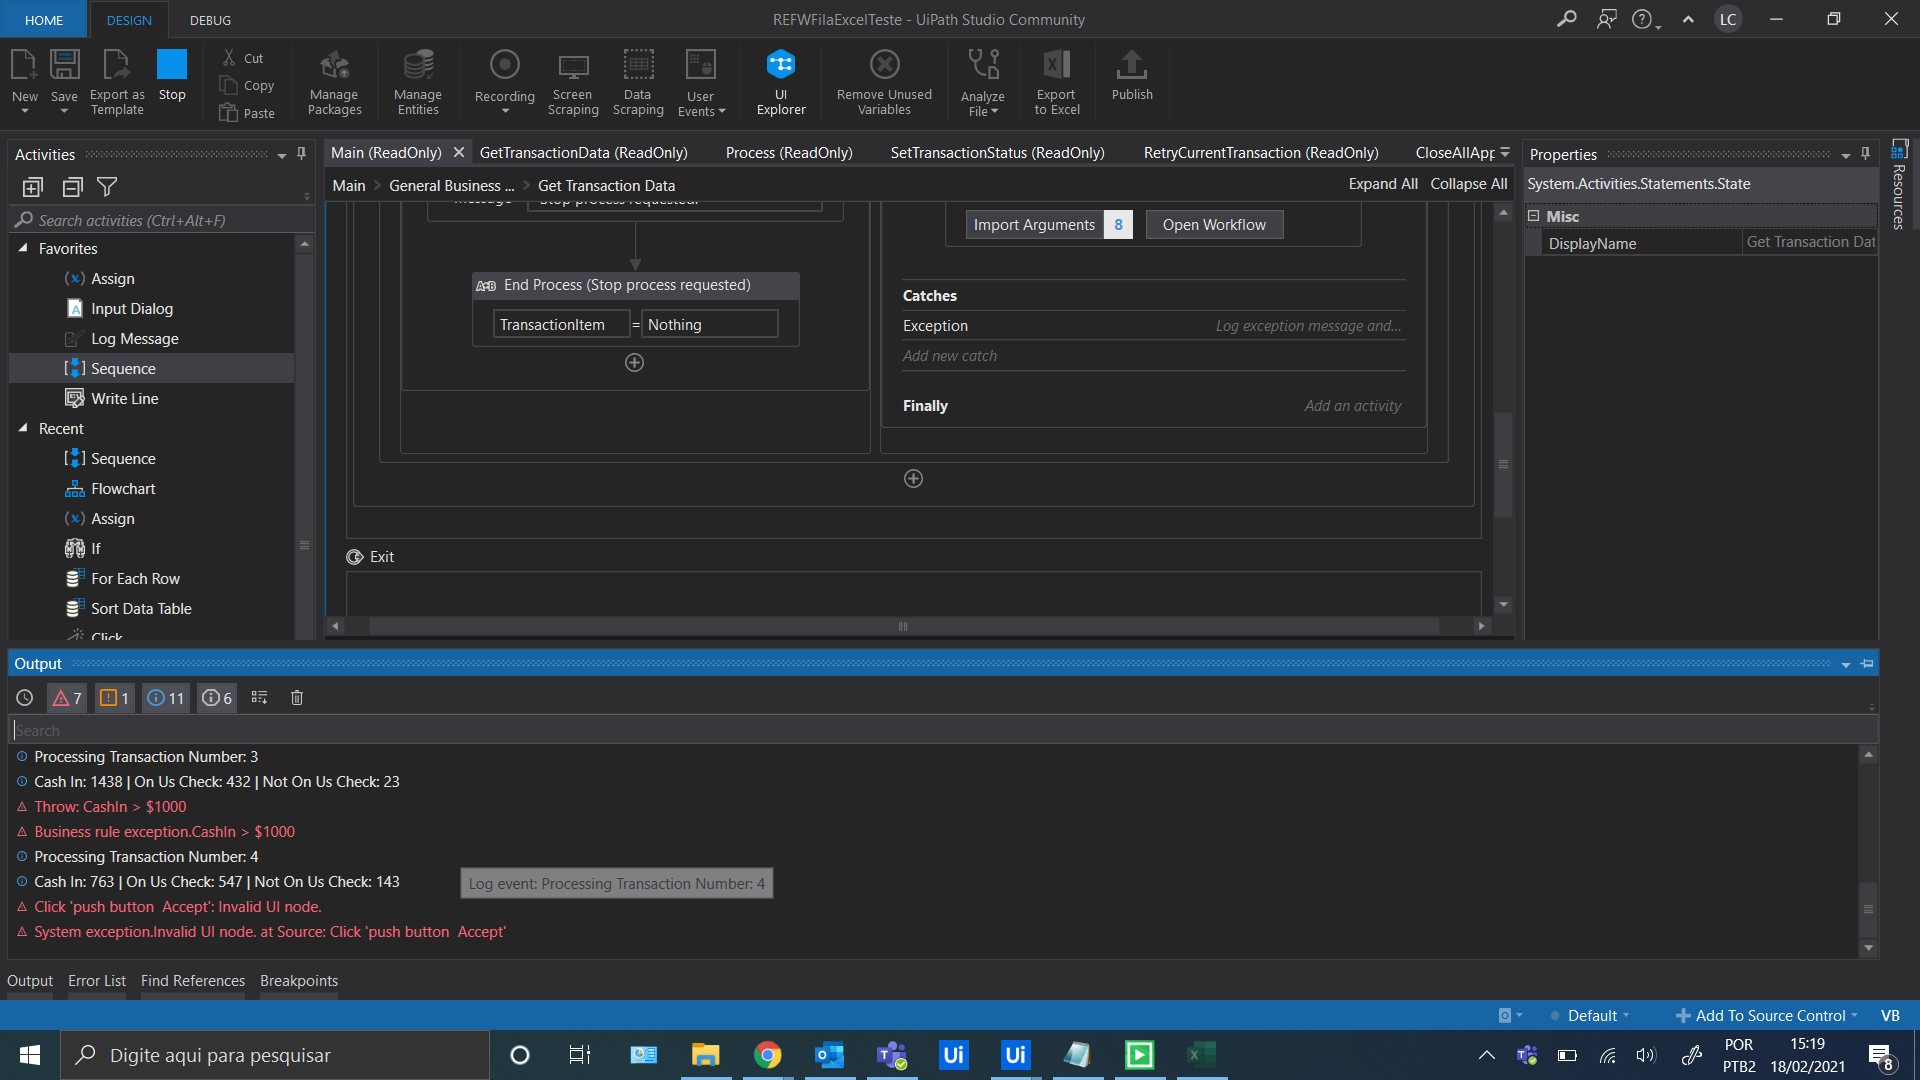 HOME
DESIGN
DEBUG
REFWFilaExcelTeste - UiPath Studio Community
LC
New
Save
Export as Template
Stop
Cut
Copy
Paste
Manage Packages
Manage Entities
Recording
Screen Scraping
Data Scraping
User Events
UI Explorer
Remove Unused Variables
Analyze File
Export to Excel
Publish
Activities
Search activities (Ctrl+Alt+F)
Favorites
Assign
Input Dialog
Log Message
Sequence
Write Line
Recent
Sequence
Flowchart
Assign
If
For Each Row
Sort Data Table
Click
Main (ReadOnly)
GetTransactionData (ReadOnly)
Process (ReadOnly)
SetTransactionStatus (ReadOnly)
RetryCurrentTransaction (ReadOnly)
CloseAllApp
Main > General Business ... > Get Transaction Data
Expand All
Collapse All
Message
Stop process requested.
End Process (Stop process requested)
A=B
TransactionItem = Nothing
Import Arguments 8
Open Workflow
Catches
Exception
Log exception message and...
Add new catch
Finally
Add an activity
Exit
Properties
System.Activities.Statements.State
Misc
DisplayName
Get Transaction Dat
Resources
Output
7
1
11
6
Search
Processing Transaction Number: 3
Cash In: 1438 | On Us Check: 432 | Not On Us Check: 23
Throw: CashIn > $1000
Business rule exception.CashIn > $1000
Processing Transaction Number: 4
Cash In: 763 | On Us Check: 547 | Not On Us Check: 143
Log event: Processing Transaction Number: 4
Click 'push button  Accept': Invalid UI node.
System exception.Invalid UI node. at Source: Click 'push button  Accept'
Output
Error List
Find References
Breakpoints
Default
Add To Source Control
VB
Digite aqui para pesquisar
Ui
Ui
POR
PTB2
15:19
18/02/2021
8